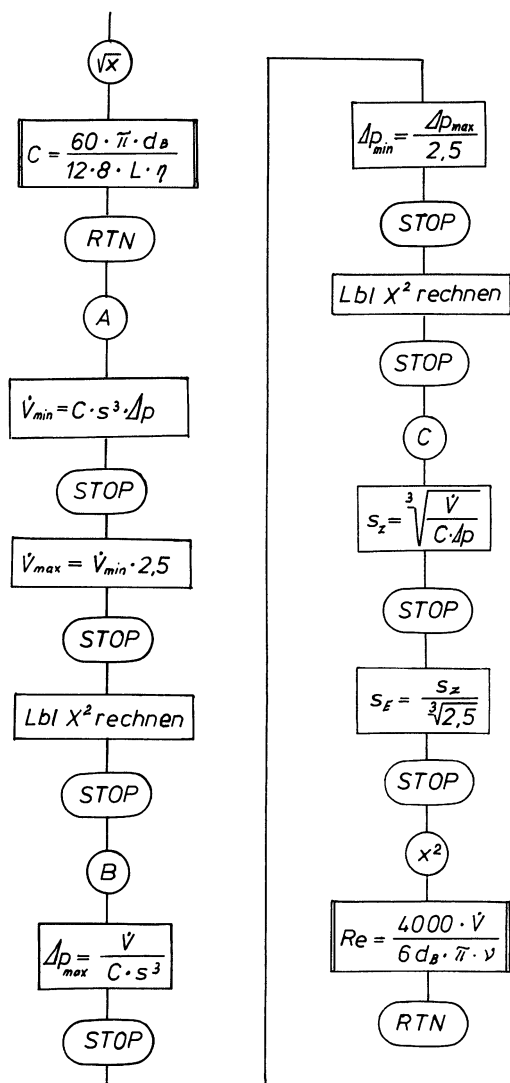 √x
C = 60 · π · d_B / 12 · 8 · L · η
RTN
A
V̇_min = C · s³ · Δp
STOP
V̇_max = V̇_min · 2,5
STOP
Lbl X² rechnen
STOP
B
Δp_max = V̇ / C · s³
STOP
Δp_min = Δp_max / 2,5
STOP
Lbl X² rechnen
STOP
C
s_z = ³√(V̇ / C · Δp)
STOP
s_E = s_z / ³√2,5
STOP
x²
Re = 4000 · V̇ / 6 d_B · π · ν
RTN